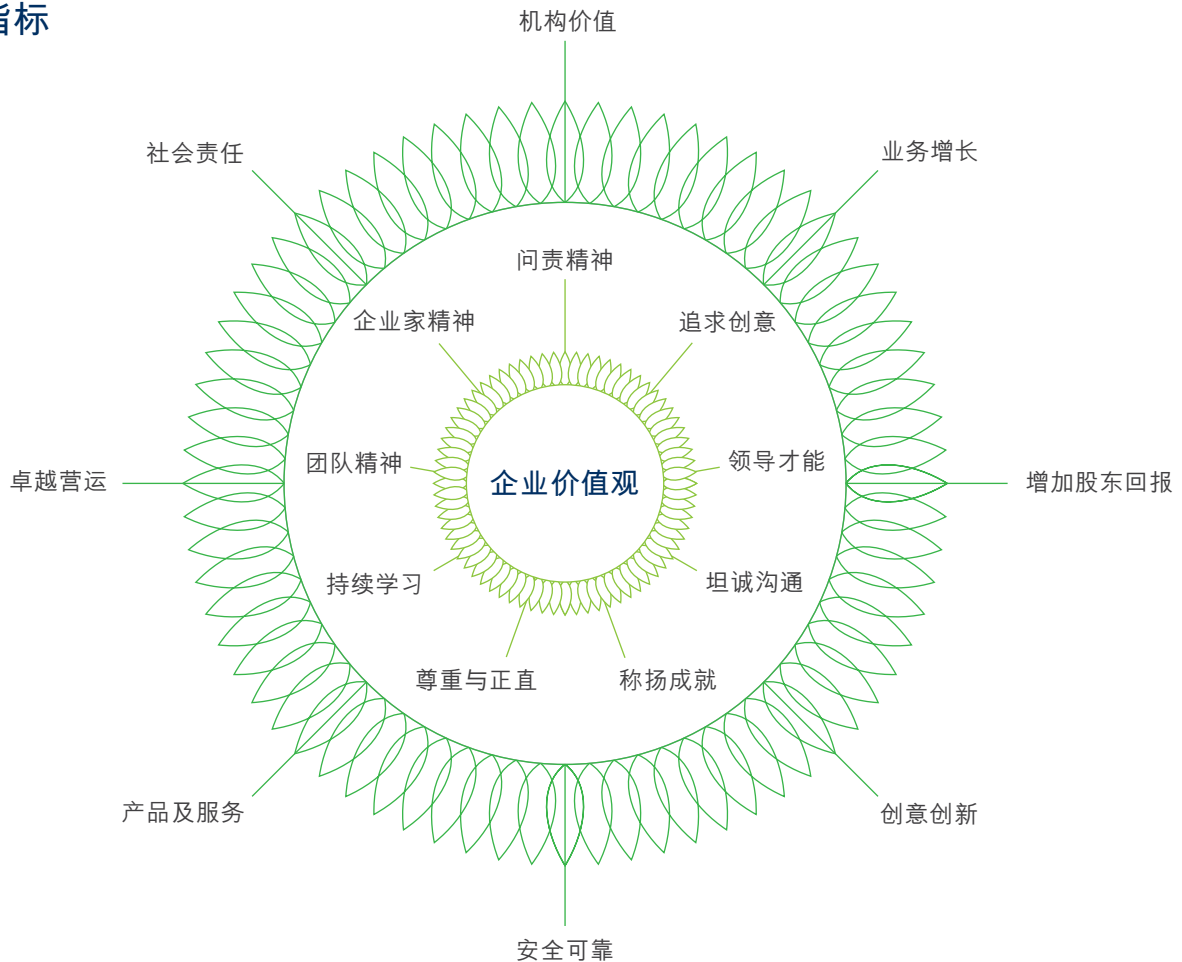 指标
机构价值
社会责任
业务增长
问责精神
企业家精神
追求创意
团队精神
领导才能
企业价值观
卓越营运
增加股东回报
持续学习
坦诚沟通
尊重与正直
称扬成就
产品及服务
创意创新
安全可靠